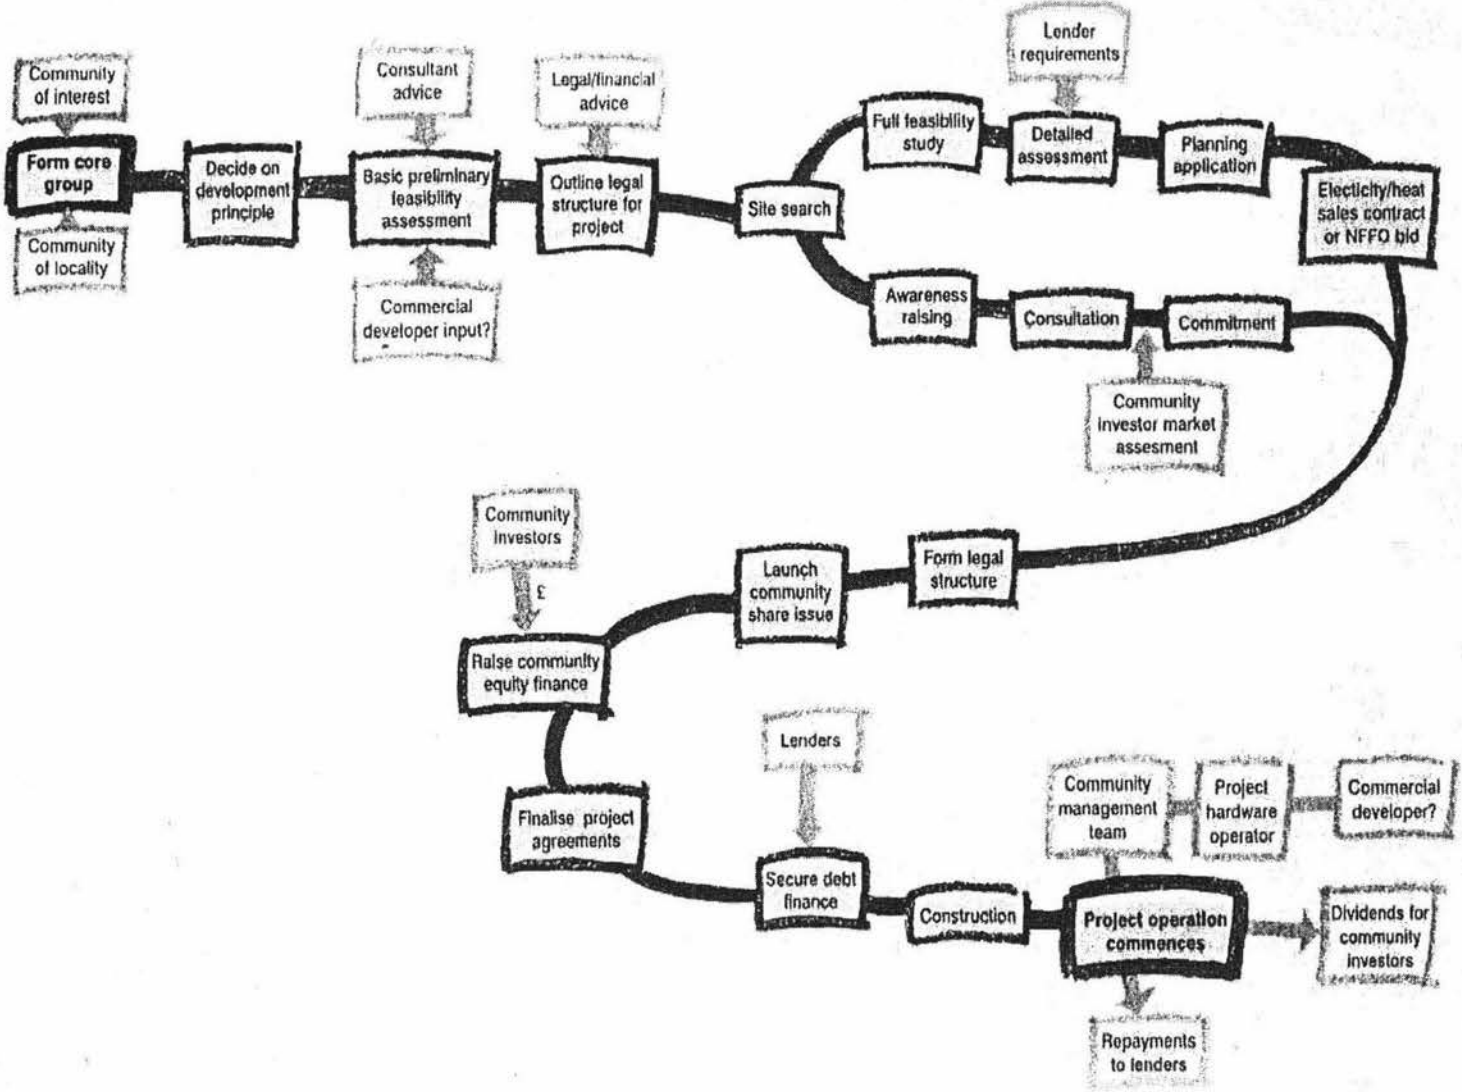 Community
of interest
Form core
group
Community
of locality
Decide on
development
principle
Consultant
advice
Basic preliminary
feasibility
assessment
Commercial
developer input?
Legal/financial
advice
Outline legal
structure for
project
Site search
Full feasibility
study
Lender
requirements
Detailed
assessment
Planning
application
Electicity/heat
sales contract
or NFFO bid
Awareness
raising
Consultation
Commitment
Community
investor market
assesment
Form legal
structure
Launch
community
share issue
Community
investors
£
Raise community
equity finance
Finalise project
agreements
Lenders
Secure debt
finance
Construction
Community
management
team
Project
hardware
operator
Commercial
developer?
Project operation
commences
Dividends for
community
investors
Repayments
to lenders